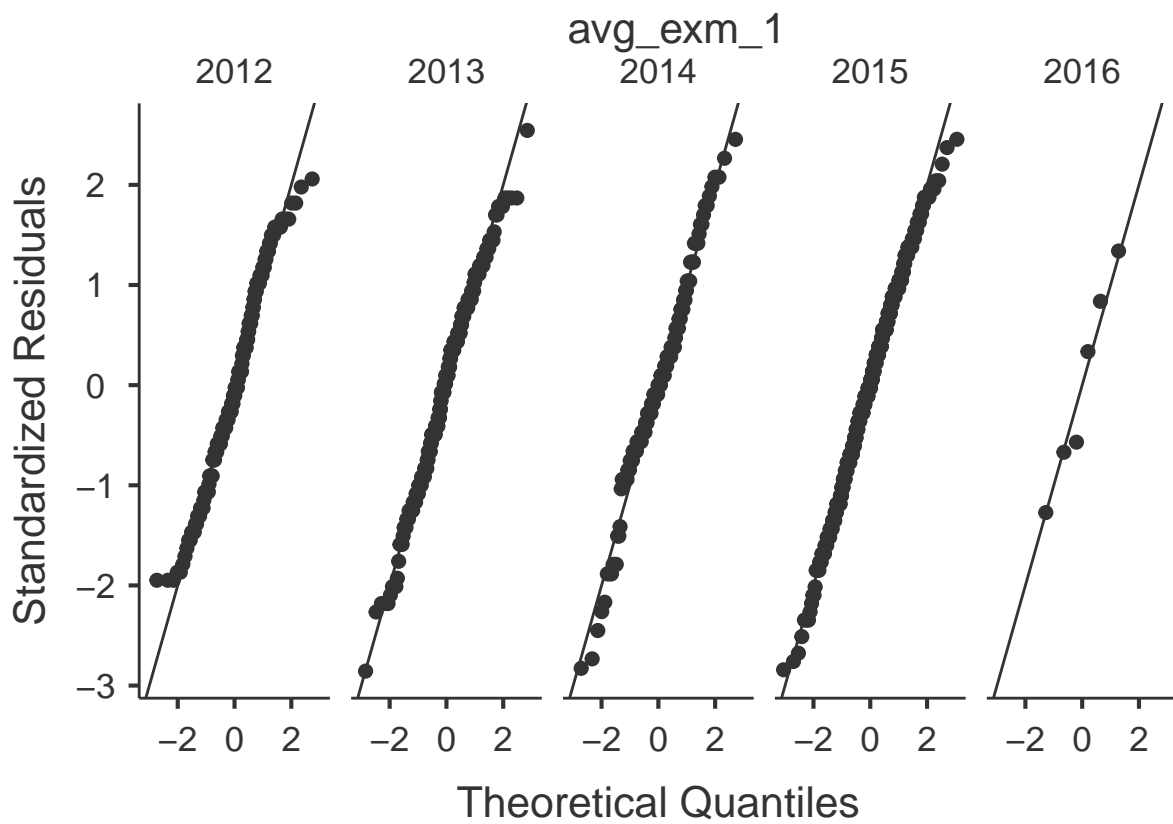 avg_exm_1
2012 2013 2014 2015 2016
Standardized Residuals
2
1
0
−1
−2
−3
−2 0 2 −2 0 2 −2 0 2 −2 0 2 −2 0 2
Theoretical Quantiles